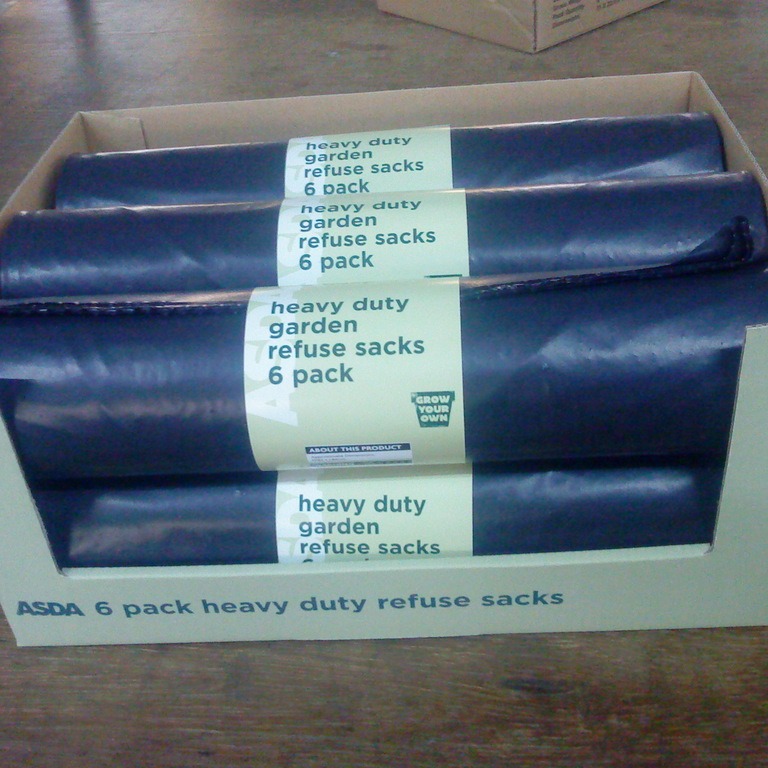 heavy duty
garden
refuse sacks
6 pack
heavy duty
garden
refuse sacks
6 pack
heavy duty
garden
refuse sacks
6 pack
GROW
YOUR
OWN
ABOUT THIS PRODUCT
heavy duty
garden
refuse sacks
ASDA 6 pack heavy duty refuse sacks